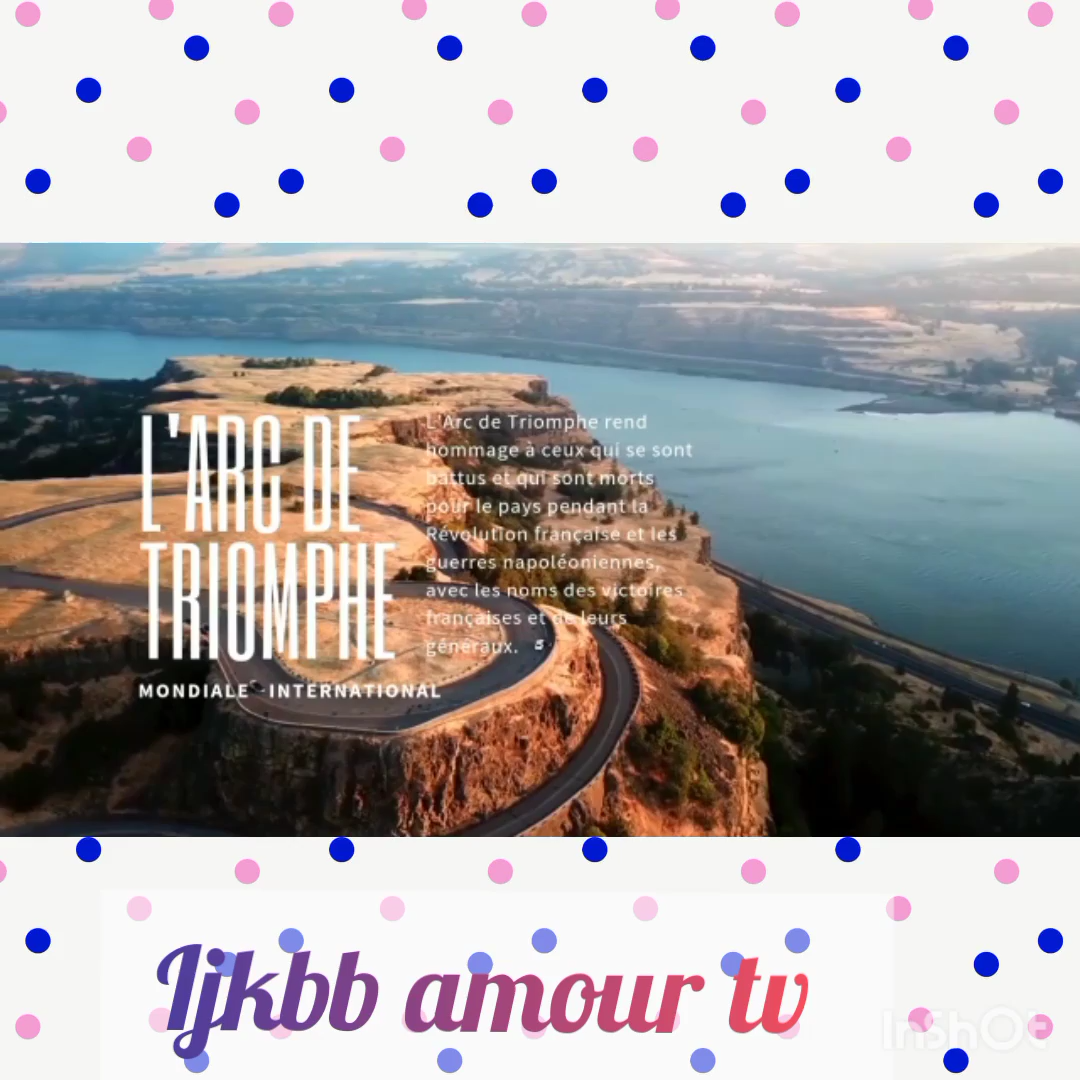 L'ARC DE
TRIOMPHE
MONDIALE - INTERNATIONAL
L'Arc de Triomphe rend
hommage à ceux qui se sont
battus et qui sont morts
pour le pays pendant la
Révolution française et les
guerres napoléoniennes,
avec les noms des victoires
françaises et de leurs
généraux.
Ijkbb amour tv
InShOt